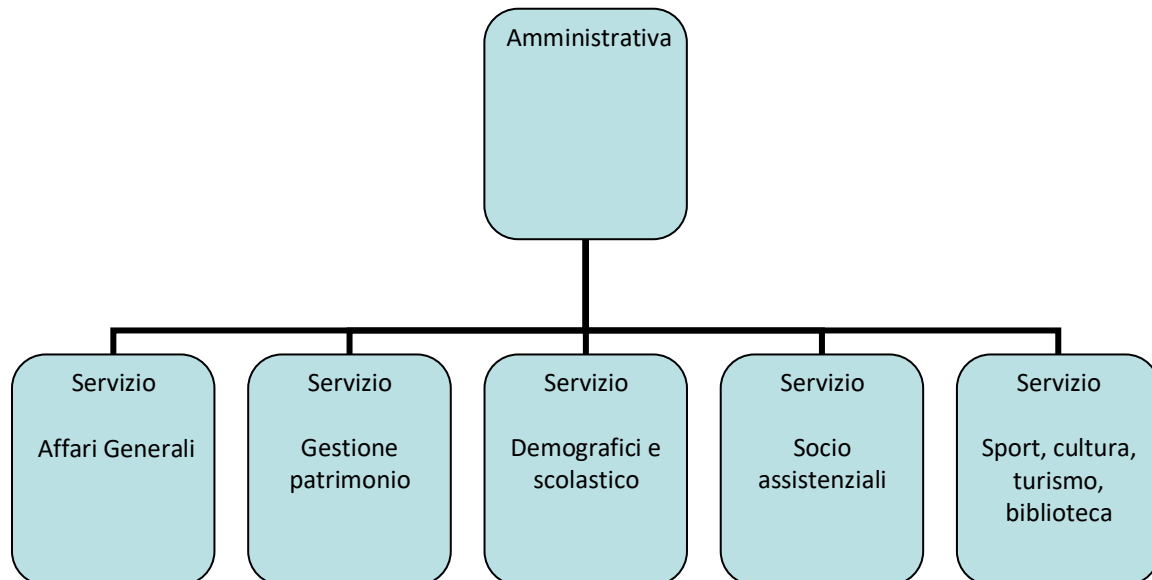 Amministrativa
Servizio
Affari Generali
Servizio
Gestione
patrimonio
Servizio
Demografici e
scolastico
Servizio
Socio
assistenziali
Servizio
Sport, cultura,
turismo,
biblioteca